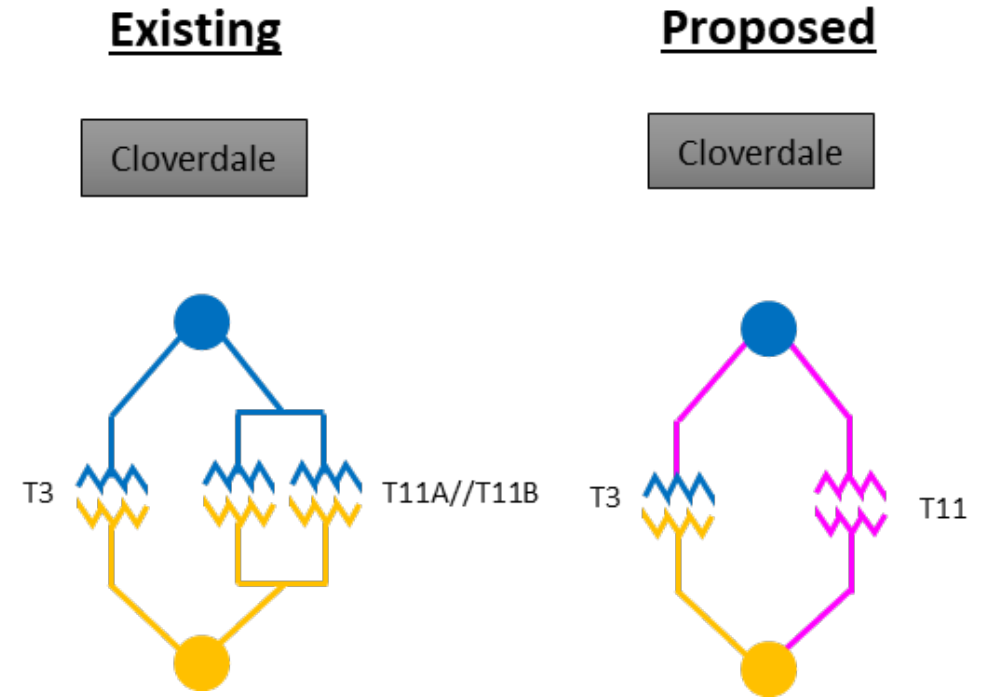 Existing
Proposed
Cloverdale
Cloverdale
T3
T11A//T11B
T3
T11